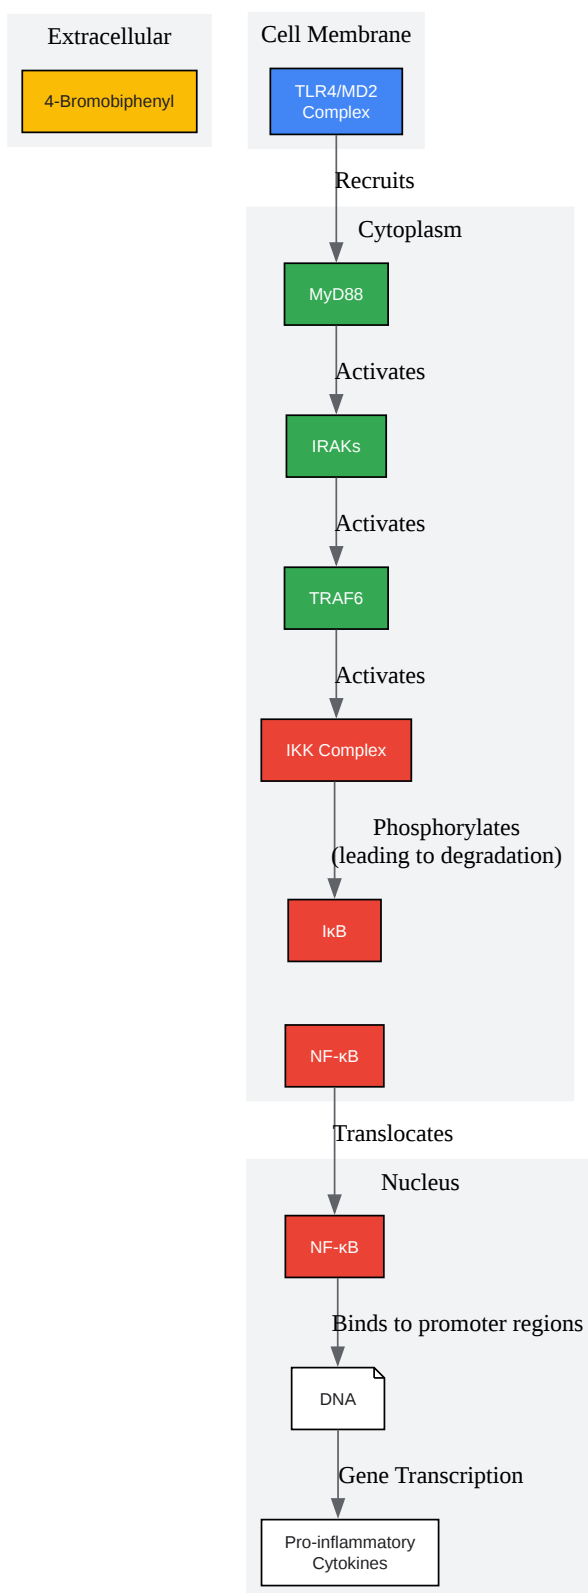 Extracellular
4-Bromobiphenyl
Cell Membrane
TLR4/MD2
Complex
Recruits
Cytoplasm
MyD88
Activates
IRAKs
Activates
TRAF6
Activates
IKK Complex
Phosphorylates
(leading to degradation)
IκB
NF-κB
Translocates
Nucleus
NF-κB
Binds to promoter regions
DNA
Gene Transcription
Pro-inflammatory
Cytokines